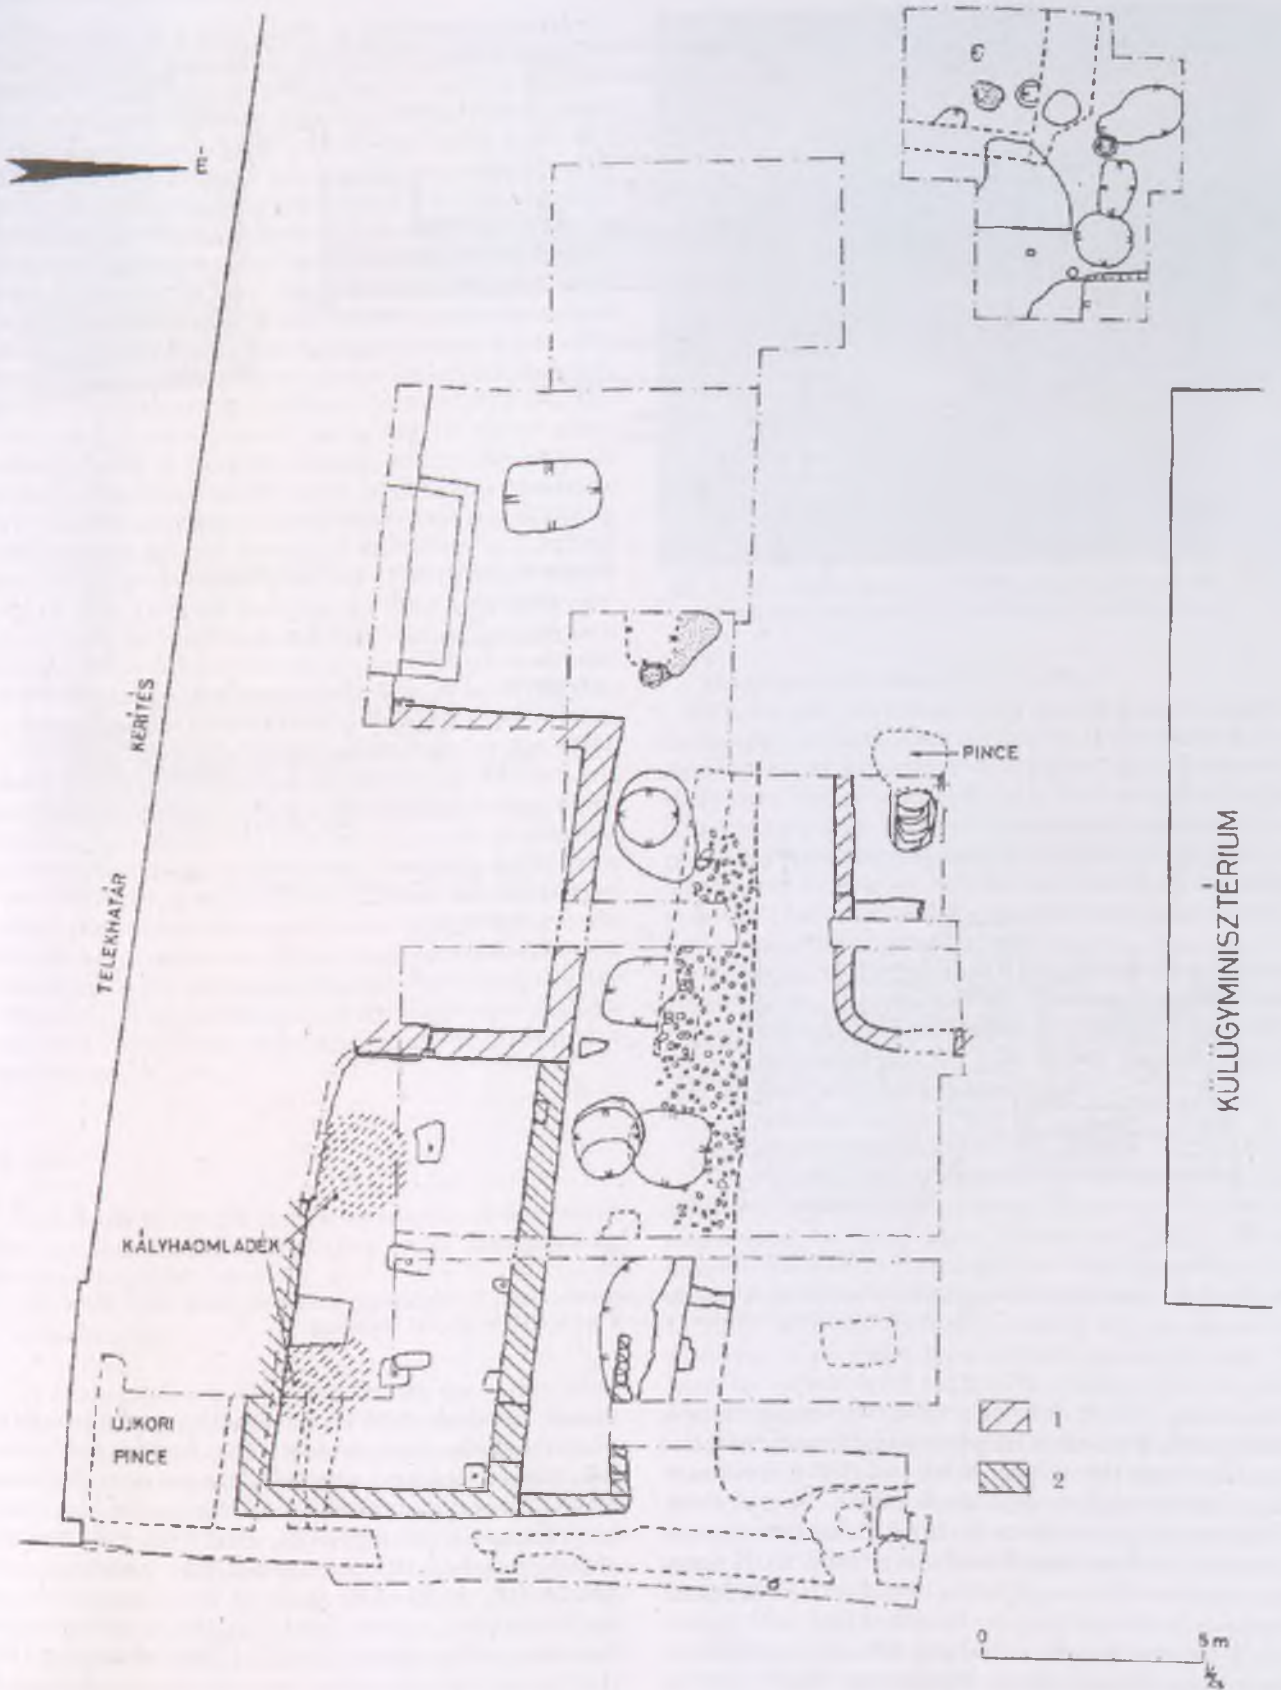 É
PINCE
KERÍTÉS
TELEKHATÁR
KÜLÜGYMINISZTÉRIUM
KÁLYHAOMLADÉK
ÚJKORI
PINCE
1
2
0 5 m